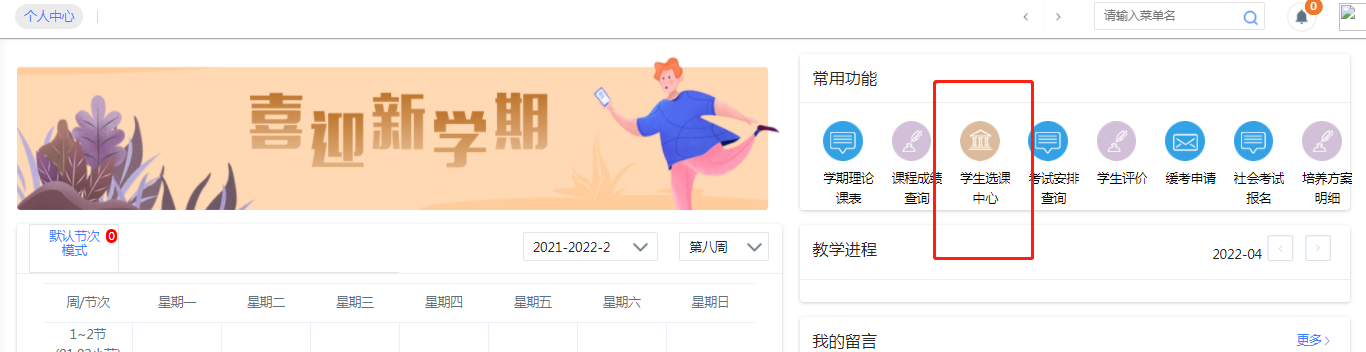 个人中心
请输入菜单名
0
喜迎新学期
常用功能
学期理论
课表
课程成绩
查询
学生选课
中心
考试安排
查询
学生评价
缓考申请
社会考试
报名
培养方案
明细
默认节次
模式
0
2021-2022-2
第八周
教学进程
2022-04
周/节次
星期一
星期二
星期三
星期四
星期五
星期六
星期日
1~2节
我的留言
更多